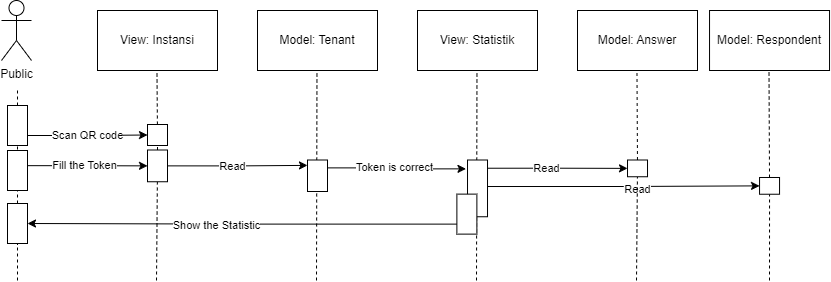 View: Instansi
Model: Tenant
View: Statistik
Model: Answer
Model: Respondent
Public
Scan QR code
Fill the Token
Read
Token is correct
Read
Read
Show the Statistic